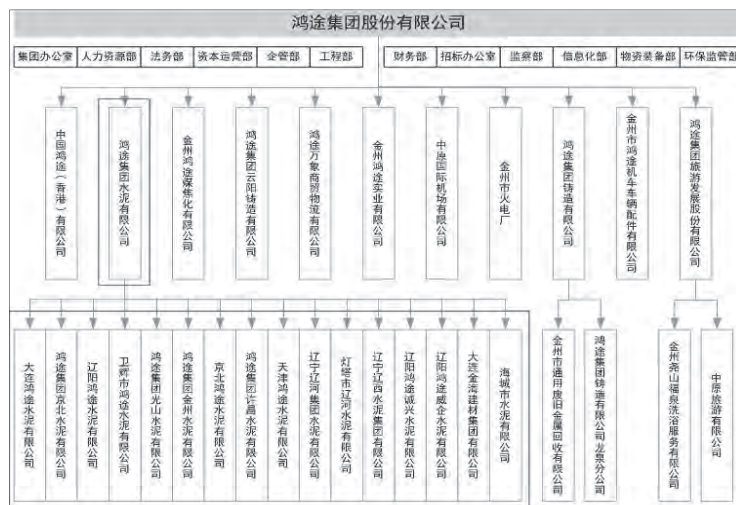 鸿途集团股份有限公司
集团办公室
人力资源部
法务部
资本运营部
企管部
工程部
财务部
招标办公室
监察部
信息化部
物资装备部
环保监管部
中国鸿途（香港）有限公司
鸿途集团水泥有限公司
金州鸿途煤焦化有限公司
鸿途集团云阳铸造有限公司
鸿途万象商贸物流有限公司
金州鸿途实业有限公司
中原国际机场有限公司
金州市火电厂
鸿途集团铸造有限公司
金州市鸿途机车车辆配件有限公司
鸿途集团旅游发展股份有限公司
大连鸿途水泥有限公司
鸿途集团京北水泥有限公司
辽阳鸿途水泥有限公司
卫辉市鸿途水泥有限公司
鸿途集团光山水泥有限公司
鸿途集团金州水泥有限公司
京北鸿途水泥有限公司
鸿途集团许昌水泥有限公司
天津鸿途水泥有限公司
辽宁辽河集团水泥有限公司
灯塔市辽河水泥有限公司
辽宁辽西水泥集团有限公司
辽阳鸿途诚兴水泥有限公司
辽阳鸿途威企水泥有限公司
大连金海建材集团有限公司
海城市水泥有限公司
金州市通用废旧金属回收有限公司
鸿途集团铸造有限公司龙泉分公司
金州尧山福泉洗浴服务有限公司
中原旅游有限公司